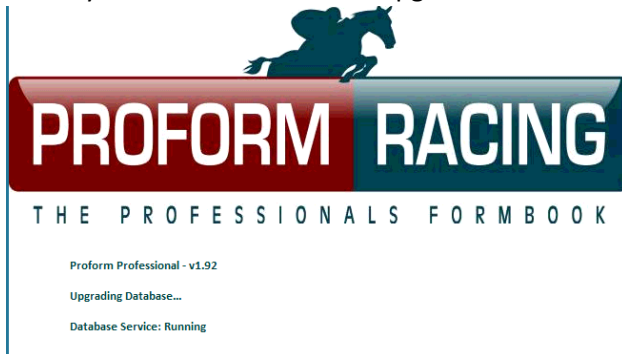 PROFORM RACING
THE PROFESSIONALS FORMBOOK
Proform Professional - v1.92
Upgrading Database...
Database Service: Running